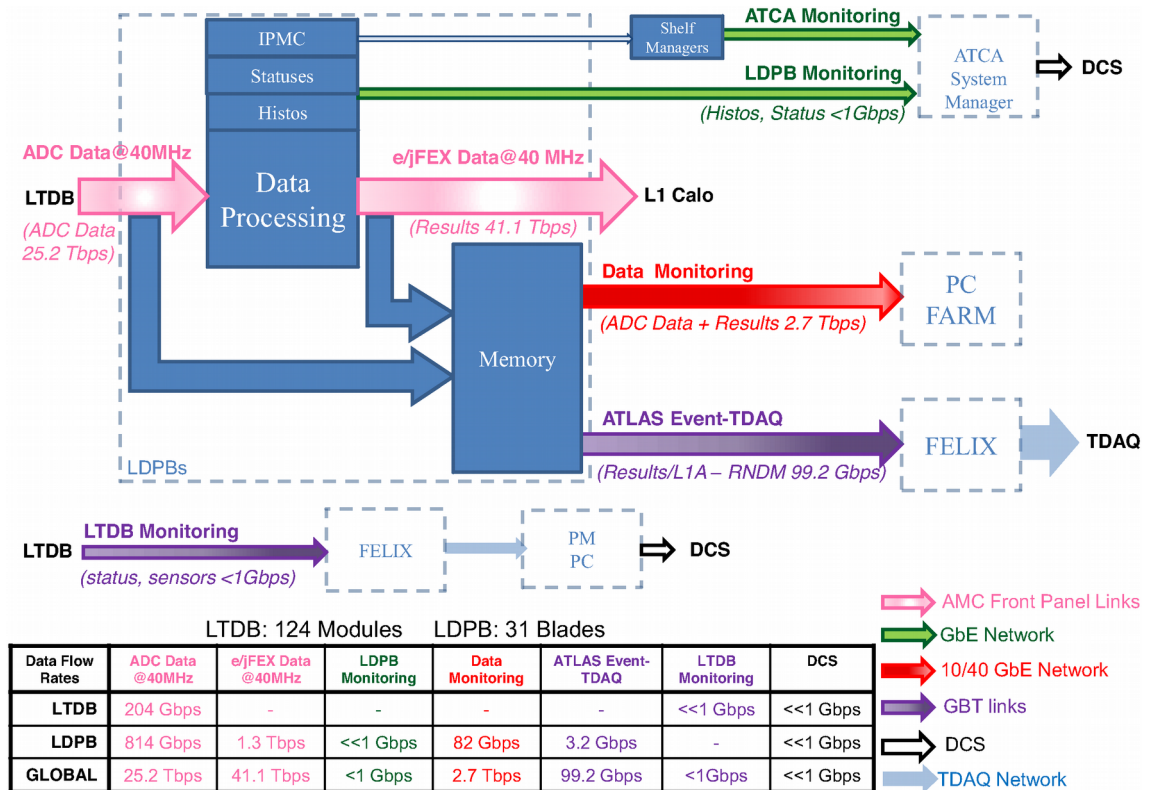 IPMC
Statuses
Histos
Data
Processing
Shelf
Managers
ATCA Monitoring
LDPB Monitoring
(Histos, Status <1Gbps)
ATCA
System
Manager
DCS
ADC Data@40MHz
LTDB
(ADC Data
25.2 Tbps)
e/jFEX Data@40 MHz
(Results 41.1 Tbps)
L1 Calo
Data Monitoring
(ADC Data + Results 2.7 Tbps)
PC
FARM
Memory
ATLAS Event-TDAQ
(Results/L1A – RNDM 99.2 Gbps)
FELIX
TDAQ
LDPBs
LTDB
LTDB Monitoring
(status, sensors <1Gbps)
FELIX
PM
PC
DCS
AMC Front Panel Links
GbE Network
10/40 GbE Network
GBT links
DCS
TDAQ Network
LTDB: 124 Modules LDPB: 31 Blades
Data Flow Rates ADC Data @40MHz e/jFEX Data @40MHz LDPB Monitoring Data Monitoring ATLAS Event-TDAQ LTDB Monitoring DCS
LTDB 204 Gbps - - - - <<1 Gbps <<1 Gbps
LDPB 814 Gbps 1.3 Tbps <<1 Gbps 82 Gbps 3.2 Gbps - <<1 Gbps
GLOBAL 25.2 Tbps 41.1 Tbps <1 Gbps 2.7 Tbps 99.2 Gbps <1Gbps <<1 Gbps